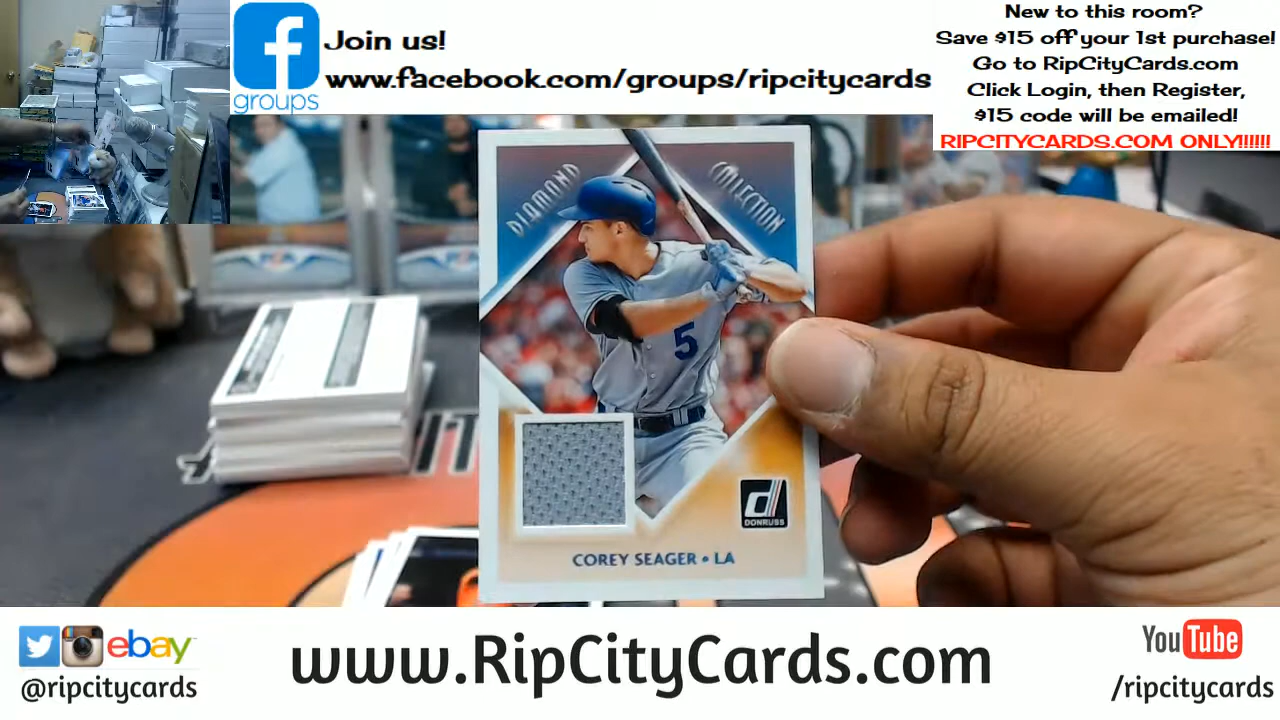 f
groups
Join us!
www.facebook.com/groups/ripcitycards
New to this room?
Save $15 off your 1st purchase!
Go to RipCityCards.com
Click Login, then Register,
$15 code will be emailed!
RIPCITYCARDS.COM ONLY!!!!!!
DIAMOND COLLECTION
5
d
DONRUSS
COREY SEAGER • LA
ebay™
@ripcitycards
www.RipCityCards.com
YouTube
/ripcitycards